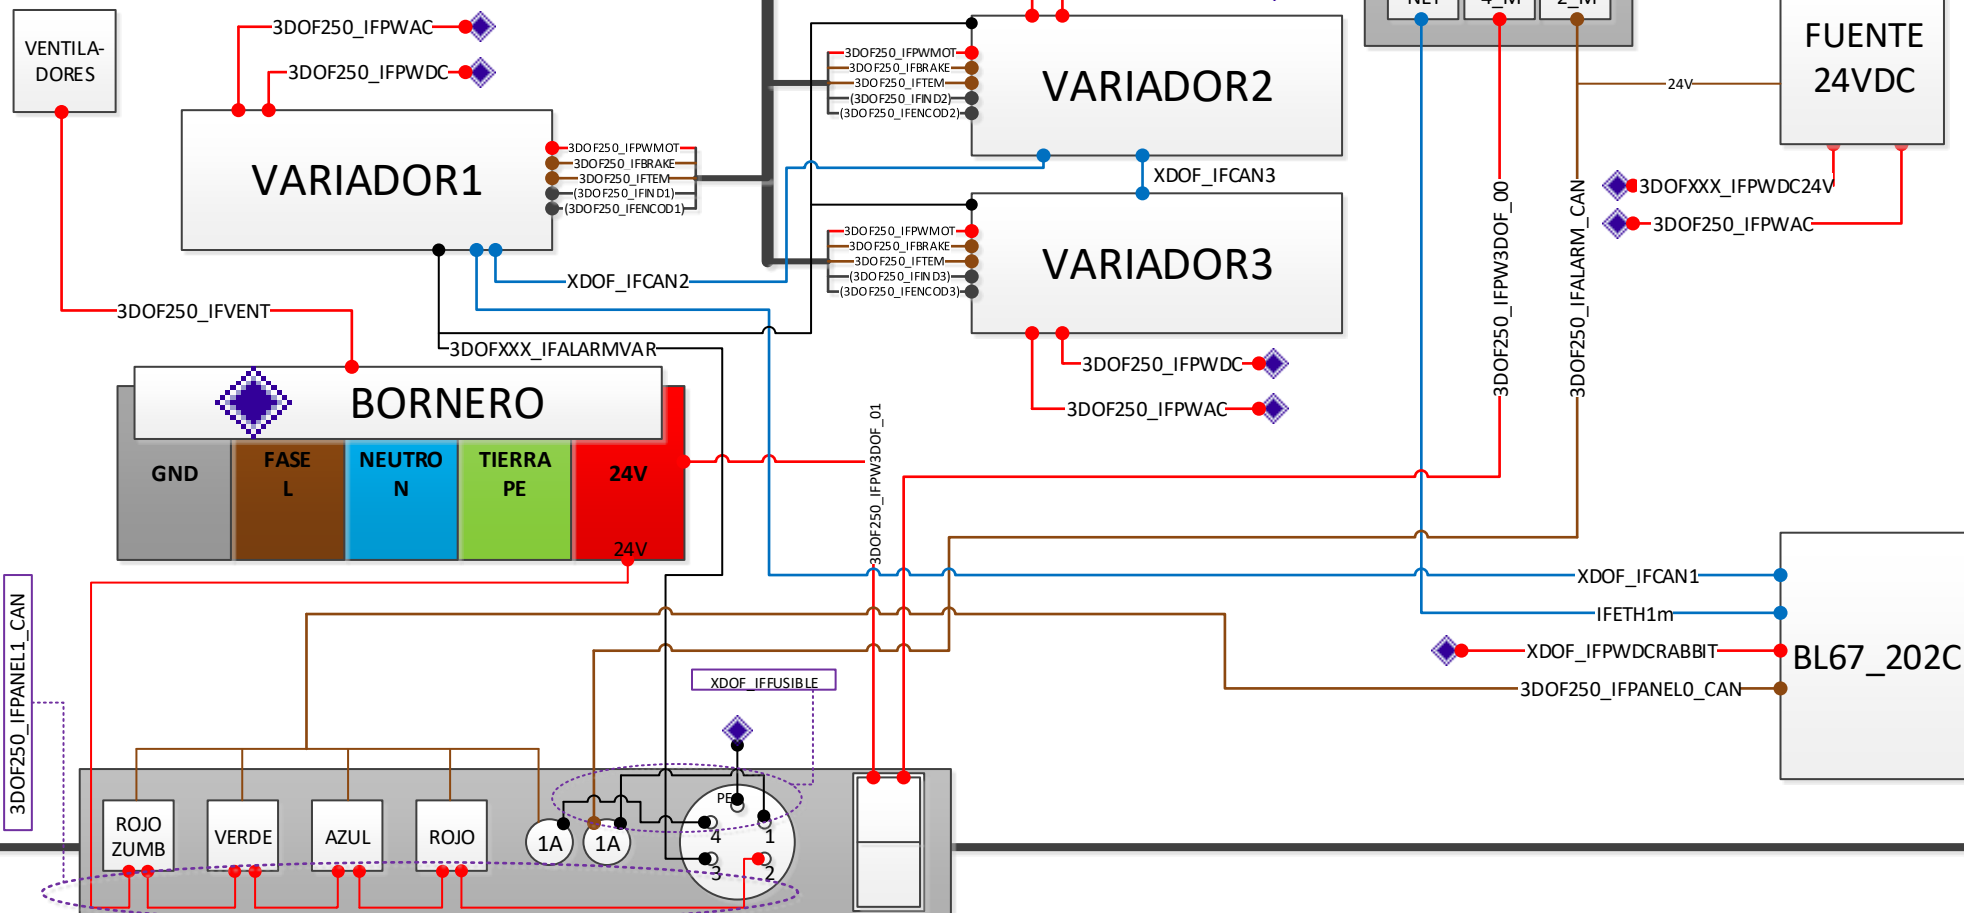 NET
4_M
2_M
VENTILA-
DORES
3DOF250_IFPWAC
3DOF250_IFPWDC
VARIADOR1
3DOF250_IFPWMOT
3DOF250_IFBRAKE
3DOF250_IFTEM
(3DOF250_IFIND1)
(3DOF250_IFENCOD1)
3DOF250_IFPWMOT
3DOF250_IFBRAKE
3DOF250_IFTEM
(3DOF250_IFIND2)
(3DOF250_IFENCOD2)
VARIADOR2
XDOF_IFCAN3
3DOF250_IFPWMOT
3DOF250_IFBRAKE
3DOF250_IFTEM
(3DOF250_IFIND3)
(3DOF250_IFENCOD3)
VARIADOR3
FUENTE
24VDC
24V
3DOFXXX_IFPWDC24V
3DOF250_IFPWAC
3DOF250_IFPW3DOF_00
3DOF250_IFALARM_CAN
XDOF_IFCAN2
3DOF250_IFVENT
3DOFXXX_IFALARMVAR
3DOF250_IFPWDC
3DOF250_IFPWAC
BORNERO
GND
FASE
L
NEUTRO
N
TIERRA
PE
24V
24V
3DOF250_IFPW3DOF_01
XDOF_IFCAN1
IFETH1m
XDOF_IFPWDCRABBIT
3DOF250_IFPANEL0_CAN
BL67_202C
3DOF250_IFPANEL1_CAN
XDOF_IFFUSIBLE
ROJO
ZUMB
VERDE
AZUL
ROJO
1A
1A
PE
4
1
3
2